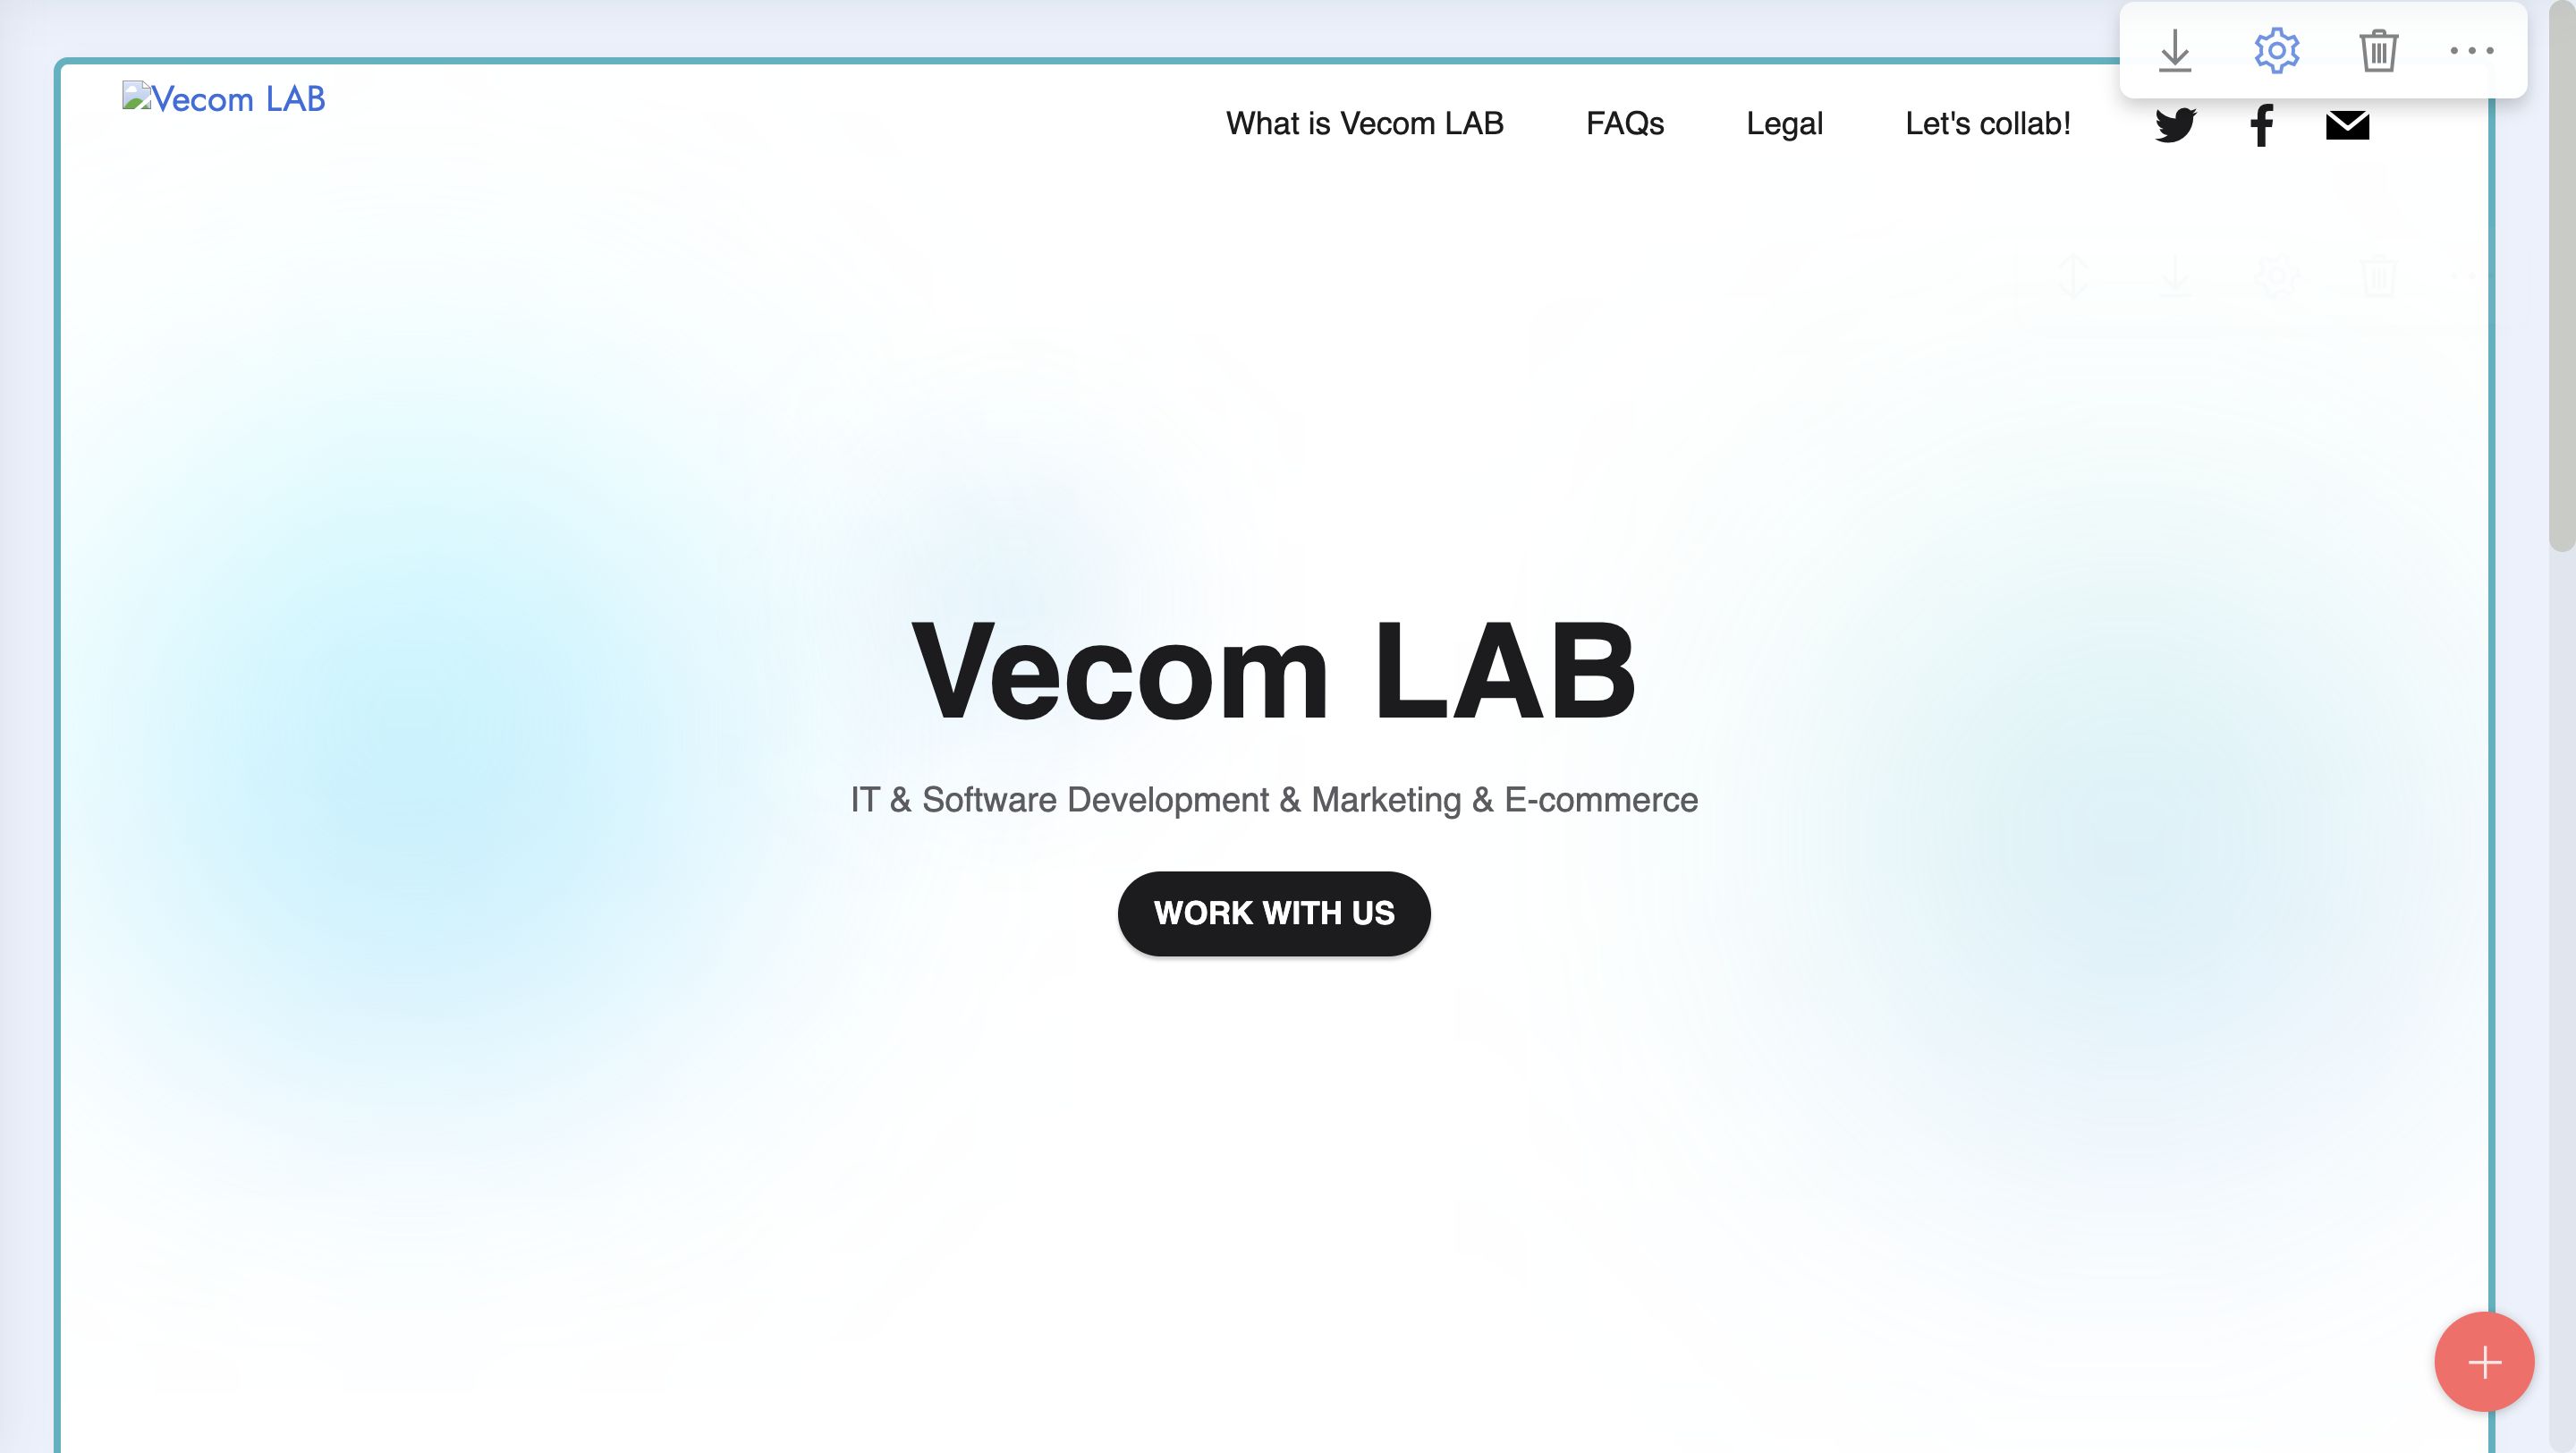 Vecom LAB
What is Vecom LAB FAQs Legal Let's collab!
Vecom LAB
IT & Software Development & Marketing & E-commerce
WORK WITH US